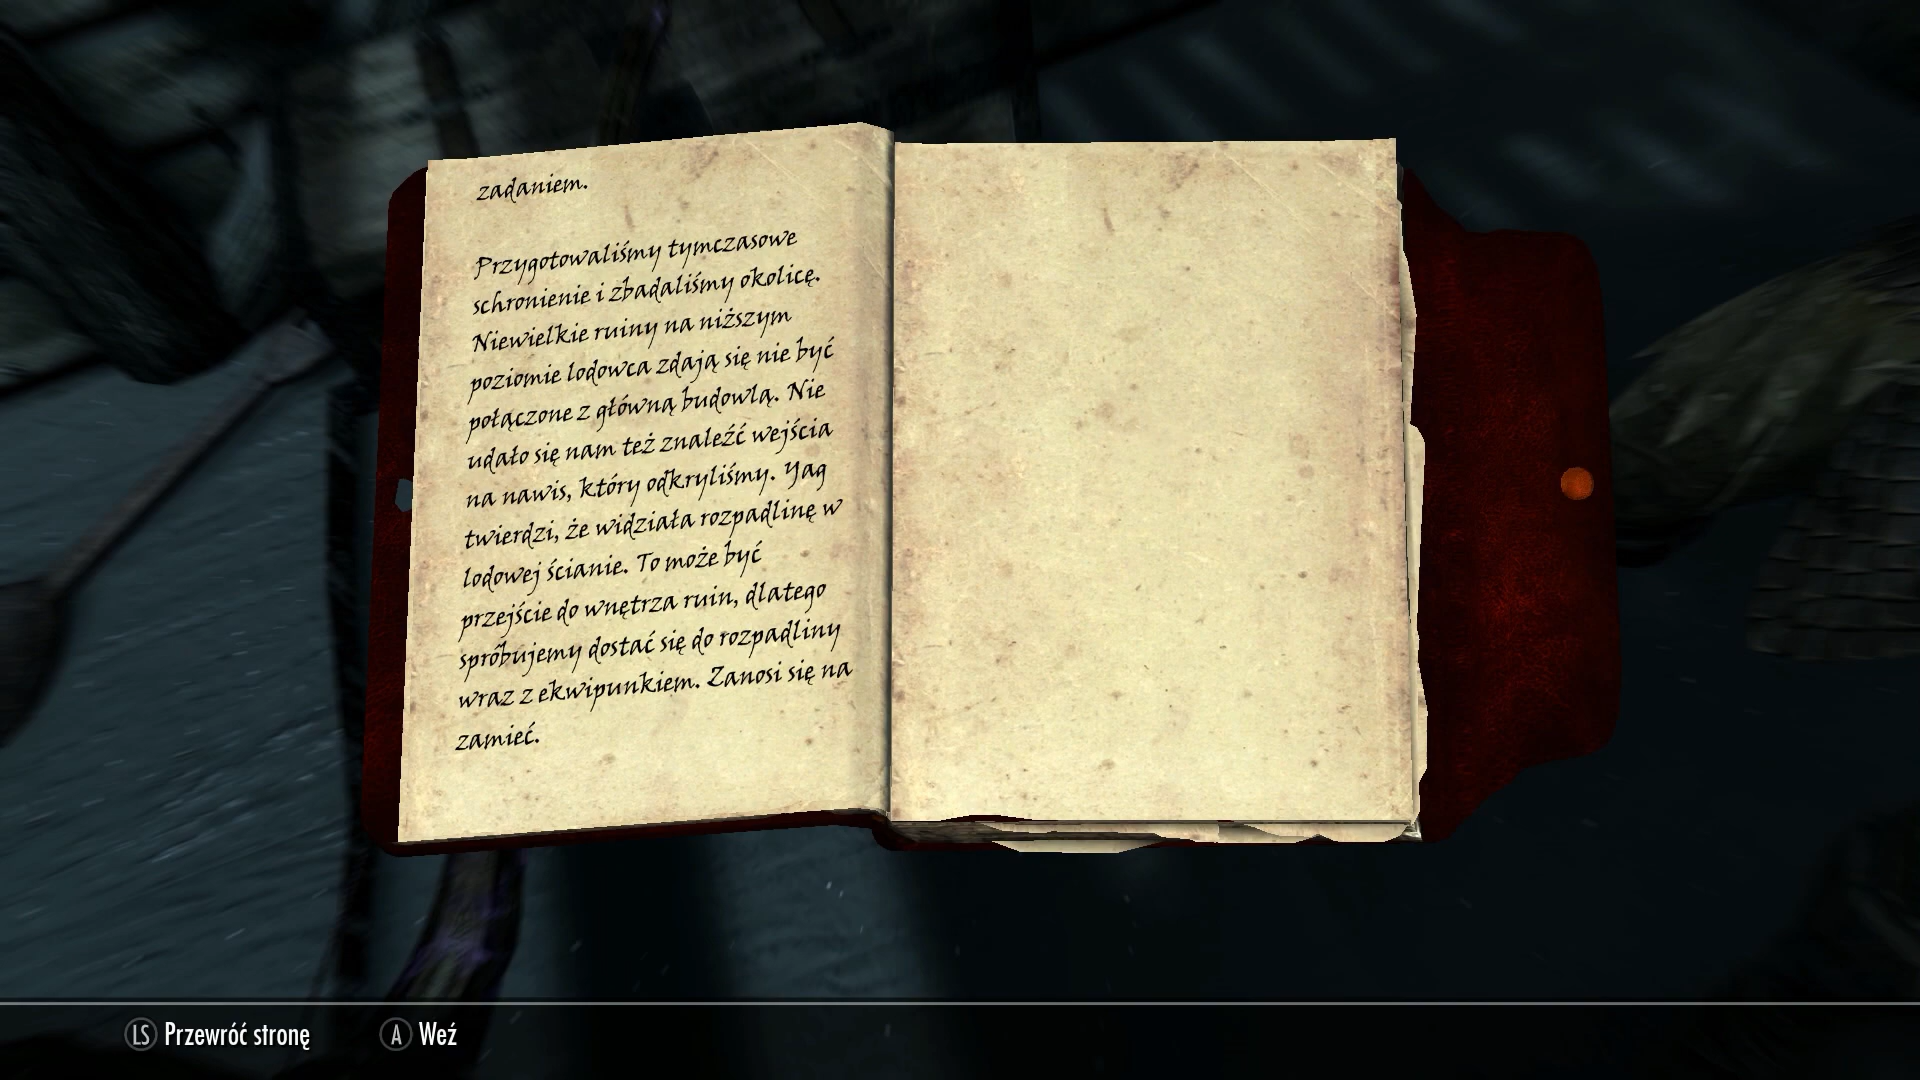 zadaniem.
Przygotowaliśmy tymczasowe
schronienie i zbadaliśmy okolicę.
Niewielkie ruiny na niższym
poziomie lodowca zdają się nie być
połączone z główną budowlą. Nie
udało się nam też znaleźć wejścia
na nawis, który odkryliśmy. Yag
twierdzi, że widziała rozpadlinę w
lodowej ścianie. To może być
przejście do wnętrza ruin, dlatego
spróbujemy dostać się do rozpadliny
wraz z ekwipunkiem. Zanosi się na
zamieć.
LS Przewróć stronę A Weź